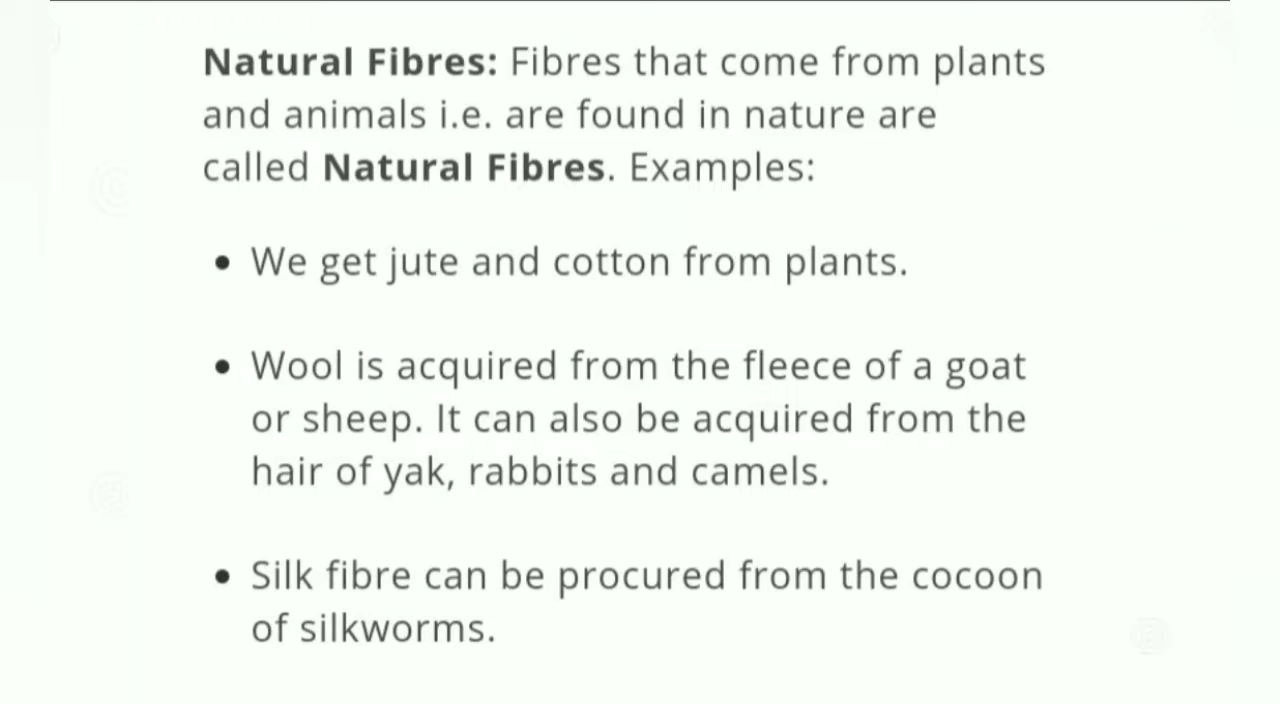 Natural Fibres: Fibres that come from plants
and animals i.e. are found in nature are
called Natural Fibres. Examples:
• We get jute and cotton from plants.
• Wool is acquired from the fleece of a goat
or sheep. It can also be acquired from the
hair of yak, rabbits and camels.
• Silk fibre can be procured from the cocoon
of silkworms.